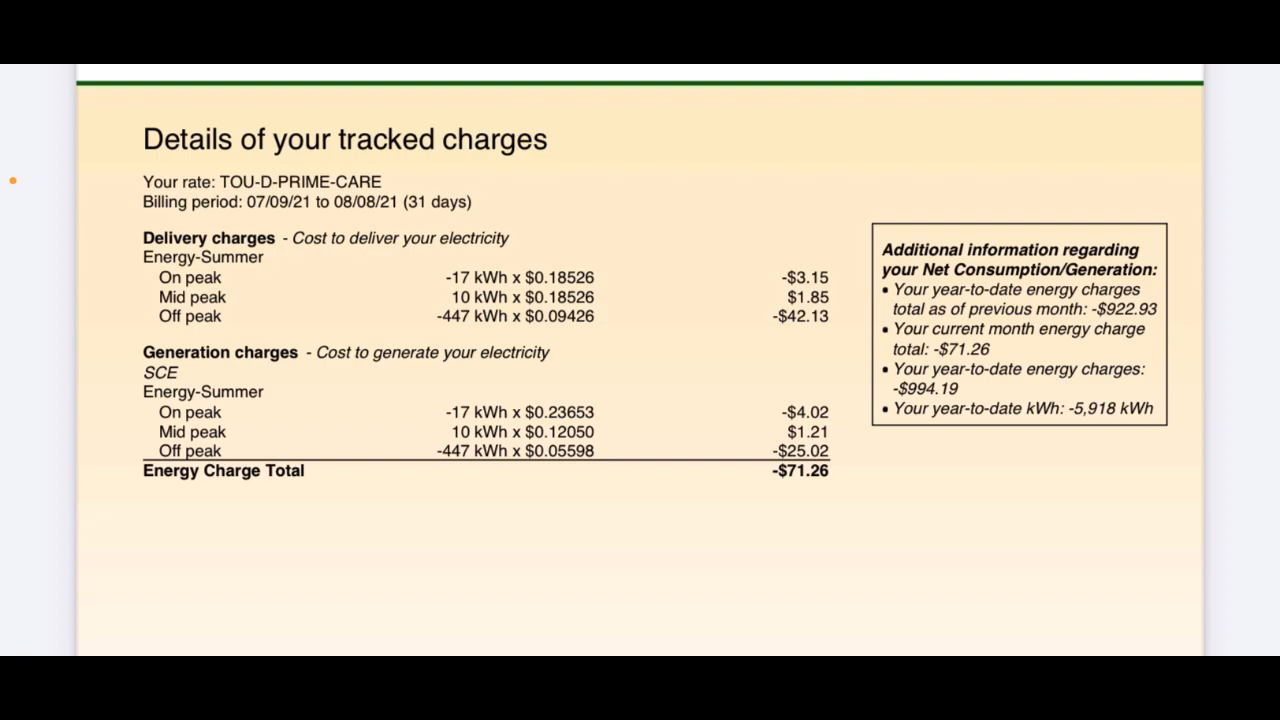 Details of your tracked charges
Your rate: TOU-D-PRIME-CARE
Billing period: 07/09/21 to 08/08/21 (31 days)
Delivery charges - Cost to deliver your electricity
Energy-Summer
On peak -17 kWh x $0.18526 -$3.15
Mid peak 10 kWh x $0.18526 $1.85
Off peak -447 kWh x $0.09426 -$42.13
Generation charges - Cost to generate your electricity
SCE
Energy-Summer
On peak -17 kWh x $0.23653 -$4.02
Mid peak 10 kWh x $0.12050 $1.21
Off peak -447 kWh x $0.05598 -$25.02
Energy Charge Total -$71.26
Additional information regarding
your Net Consumption/Generation:
• Your year-to-date energy charges
total as of previous month: -$922.93
• Your current month energy charge
total: -$71.26
• Your year-to-date energy charges:
-$994.19
• Your year-to-date kWh: -5,918 kWh